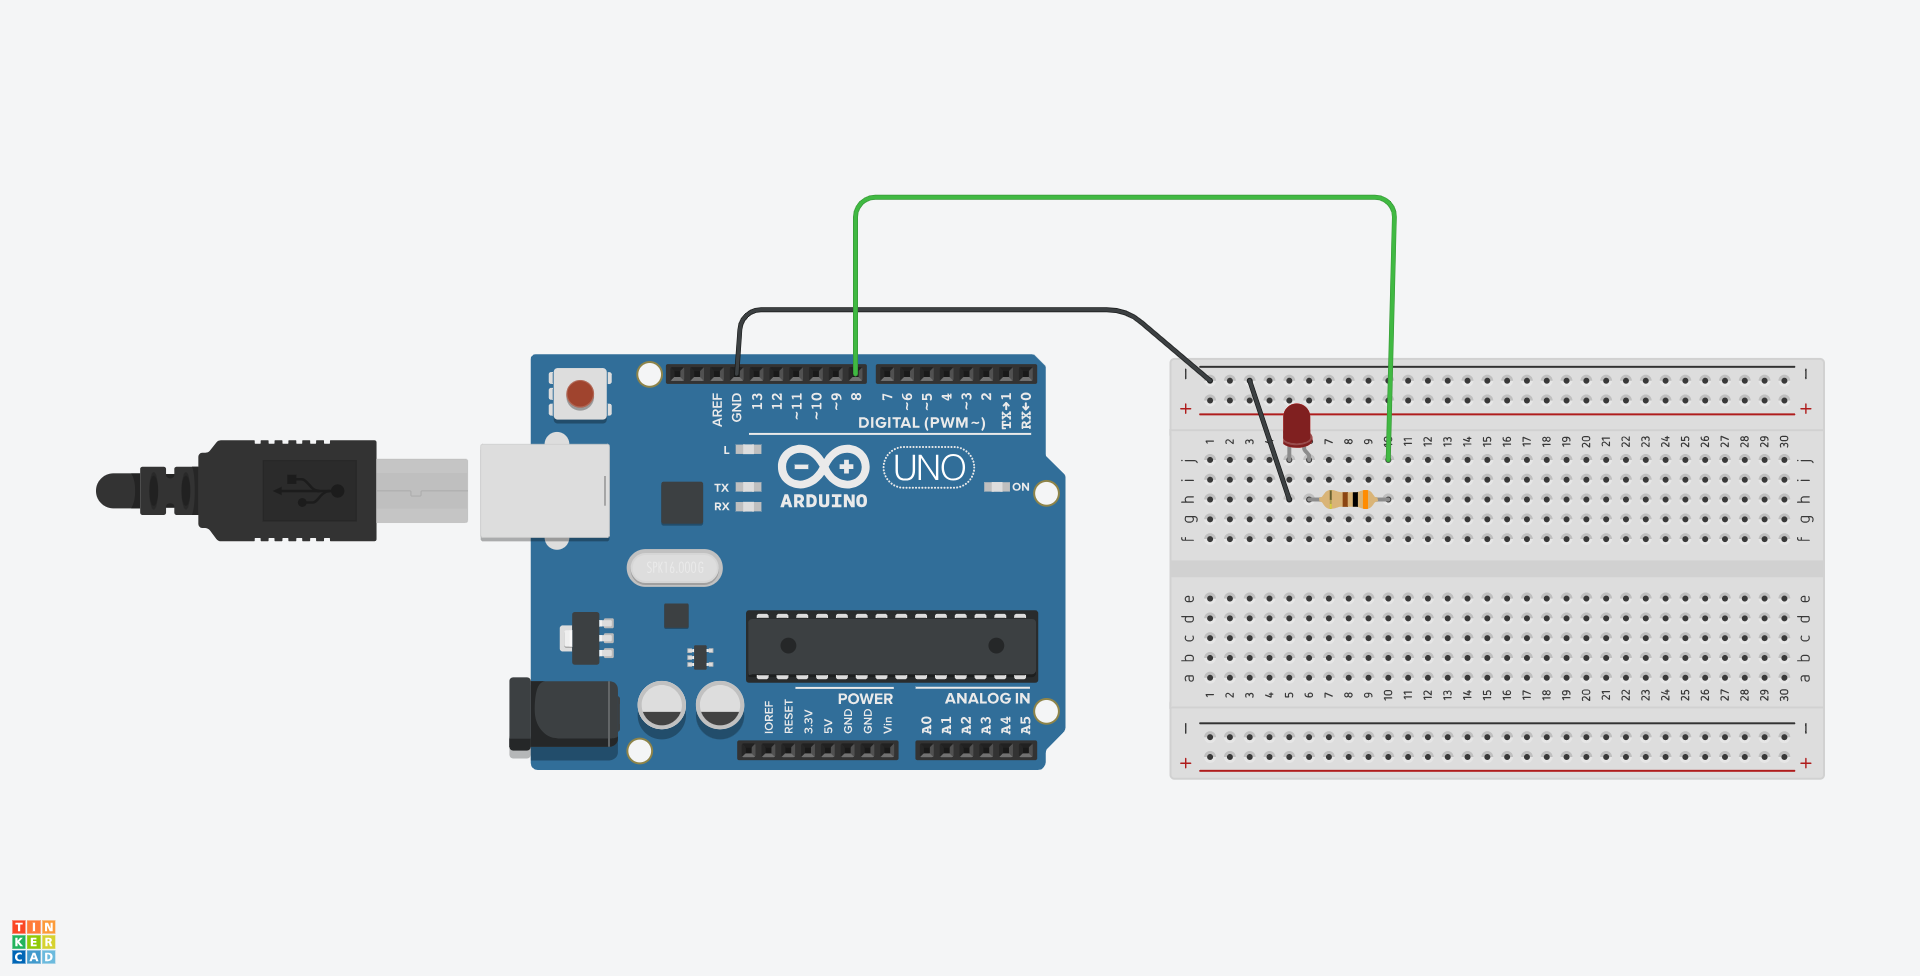 AREF
GND
13
12
~11
~10
~9
8
7
~6
~5
4
~3
2
TX→1
RX←0
DIGITAL (PWM~)
L
TX
RX
UNO
ARDUINO
ON
SPK16.000G
POWER
ANALOG IN
IOREF
RESET
3.3V
5V
GND
GND
Vin
A0
A1
A2
A3
A4
A5
− −
+ +
1 2 3 4 7 8 9 10 11 12 13 14 15 16 17 18 19 20 21 22 23 24 25 26 27 28 29 30
j j
i i
h h
g g
f f
e e
d d
c c
b b
a a
1 2 3 4 5 6 7 8 9 10 11 12 13 14 15 16 17 18 19 20 21 22 23 24 25 26 27 28 29 30
− −
+ +
TIN
KER
CAD